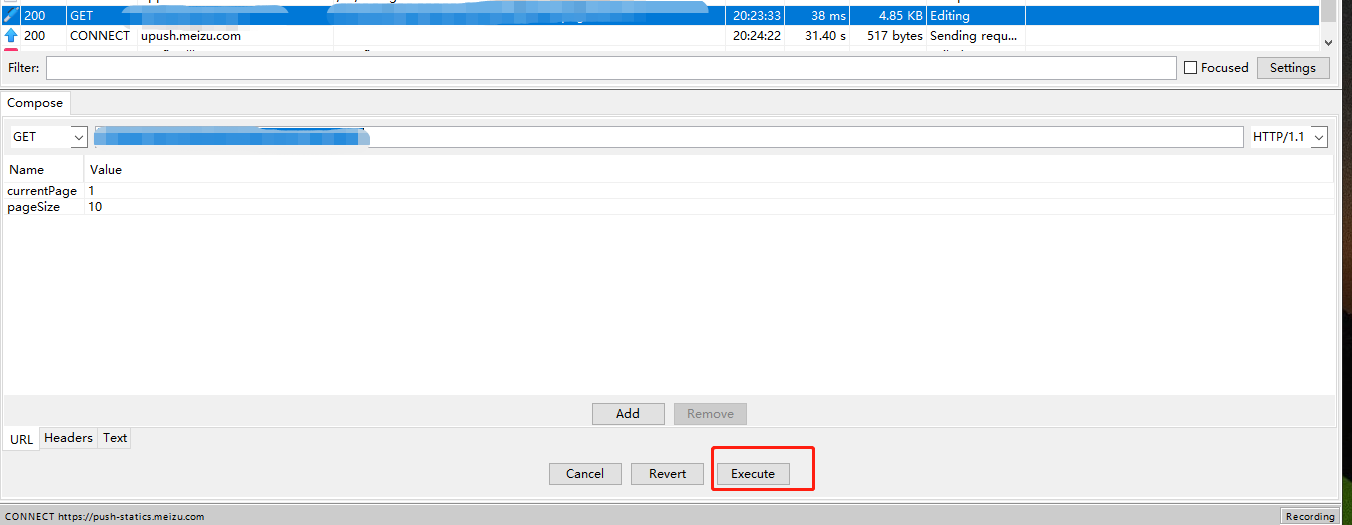 200 GET 20:23:33 38 ms 4.85 KB Editing
200 CONNECT upush.meizu.com 20:24:22 31.40 s 517 bytes Sending requ...
Filter: Focused Settings
Compose
GET HTTP/1.1
Name Value
currentPage 1
pageSize 10
Add Remove
URL Headers Text
Cancel Revert Execute
CONNECT https://push-statics.meizu.com Recording